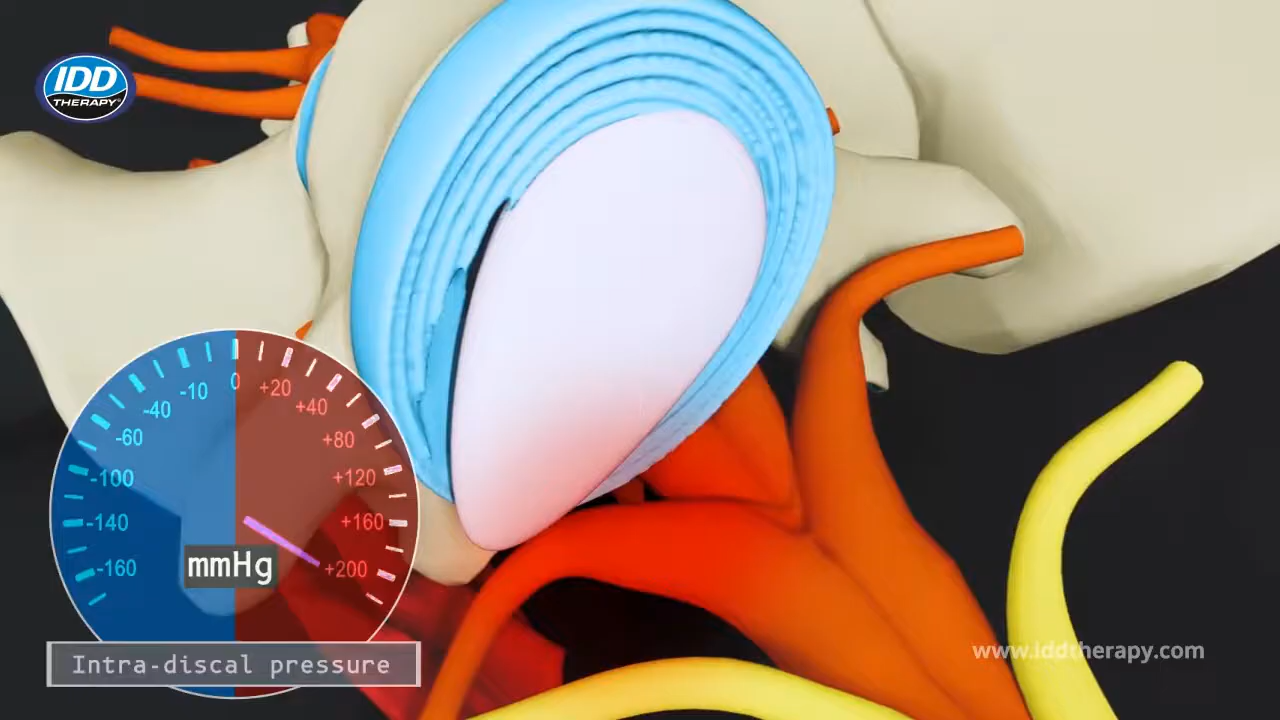 IDD
THERAPY®
0
-10
+20
-40
+40
-60
+80
-100
+120
-140
+160
-160
+200
mmHg
Intra-discal pressure
www.iddtherapy.com